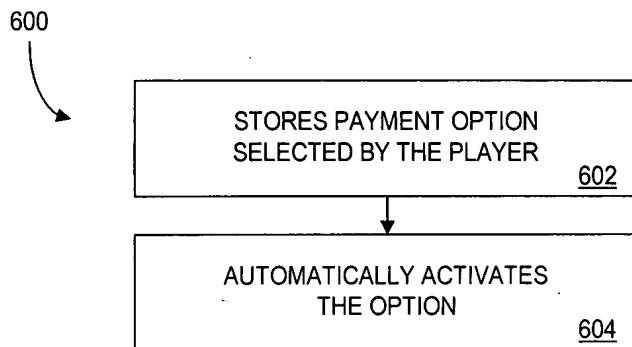 600
STORES PAYMENT OPTION
SELECTED BY THE PLAYER
602
AUTOMATICALLY ACTIVATES
THE OPTION
604